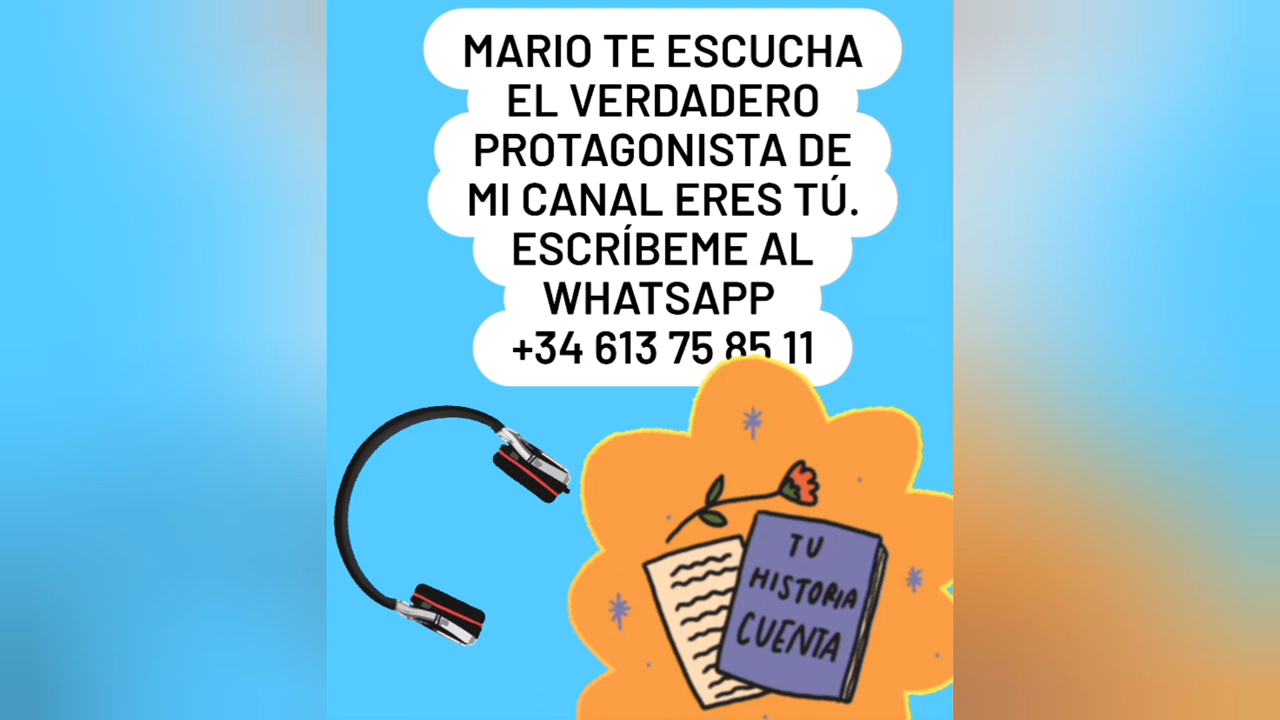 MARIO TE ESCUCHA
EL VERDADERO
PROTAGONISTA DE
MI CANAL ERES TÚ.
ESCRÍBEME AL
WHATSAPP
+34 613 75 85 11
TU
HISTORIA
CUENTA